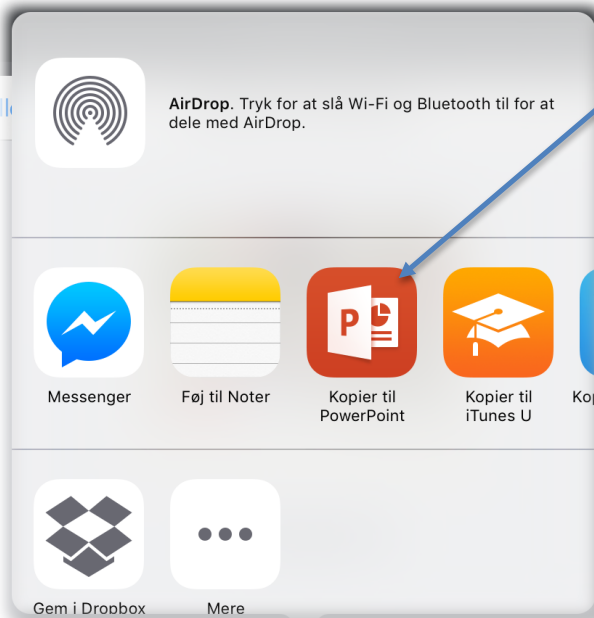 AirDrop. Tryk for at slå Wi-Fi og Bluetooth til for at
dele med AirDrop.
P
Messenger
Føj til Noter
Kopier til
PowerPoint
Kopier til
iTunes U
Gem i Dropbox
Mere